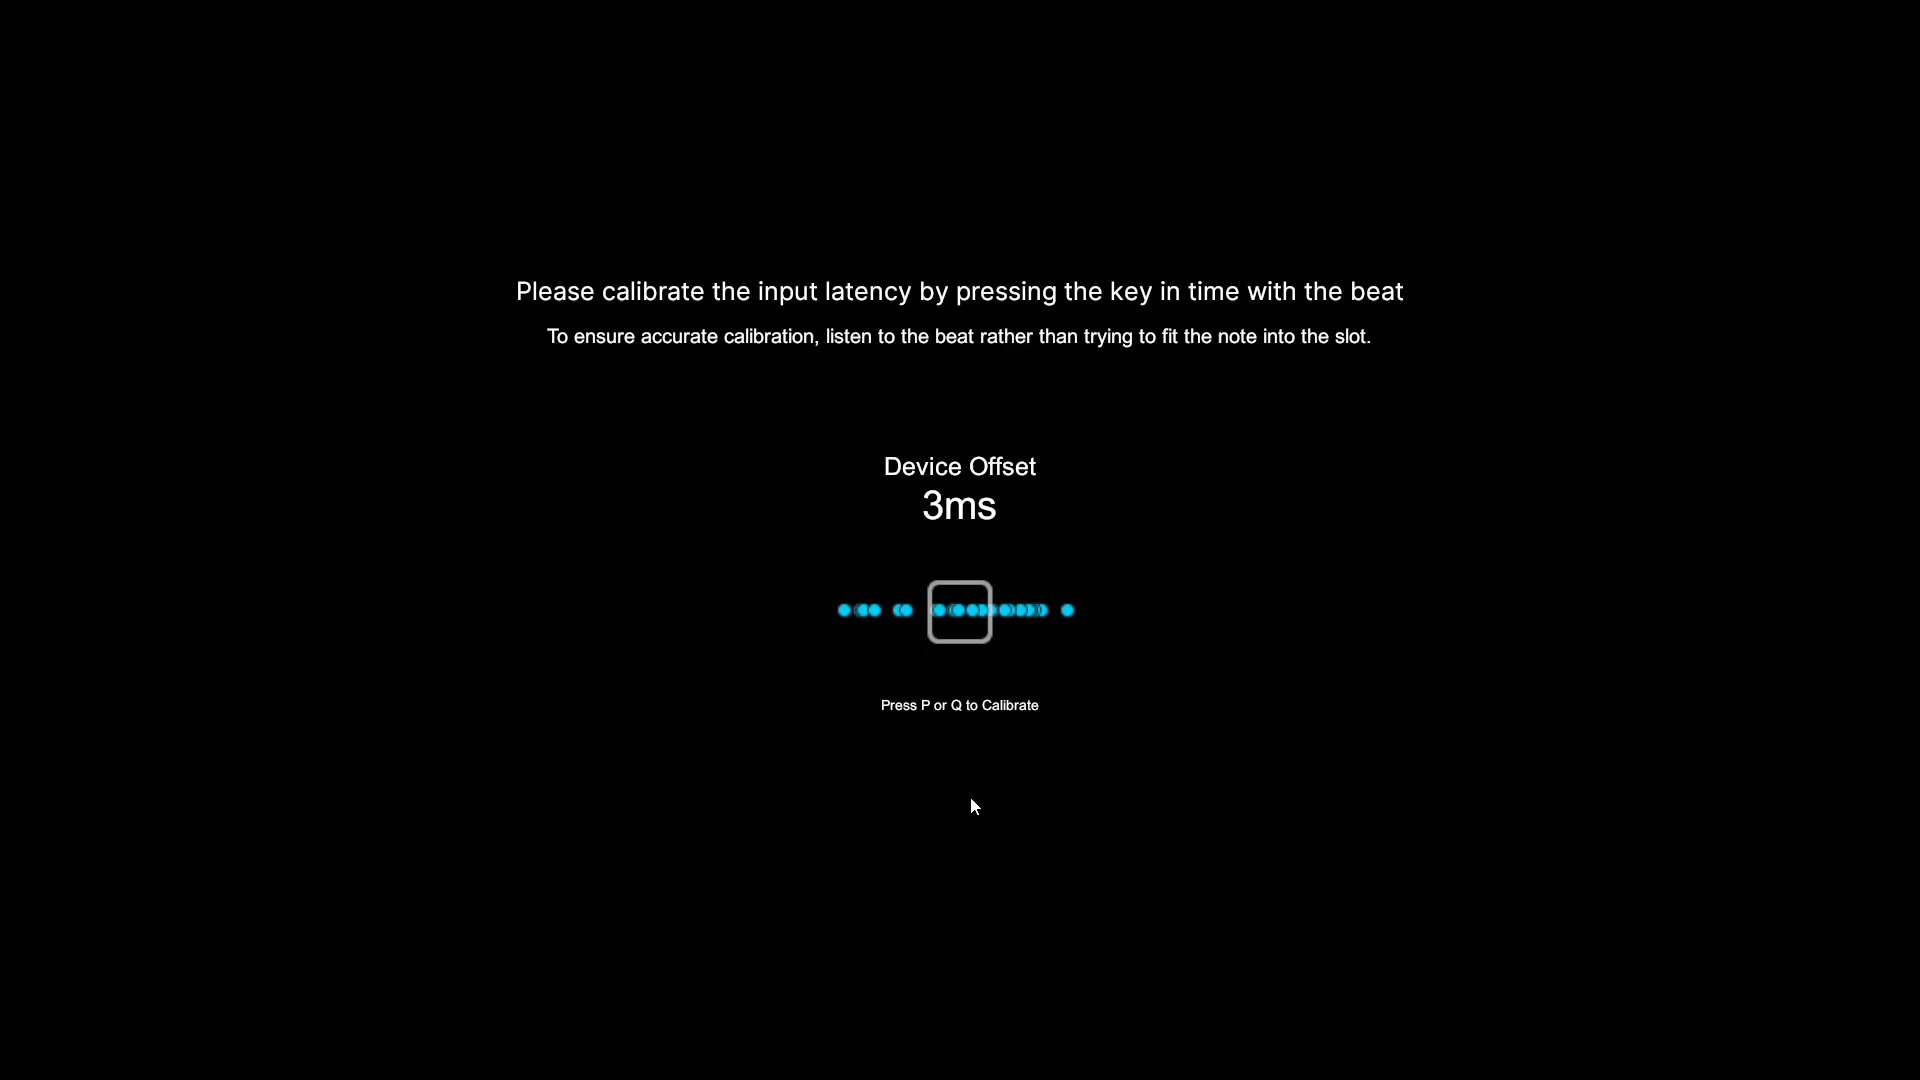 Please calibrate the input latency by pressing the key in time with the beat
To ensure accurate calibration, listen to the beat rather than trying to fit the note into the slot.
Device Offset
3ms
Press P or Q to Calibrate